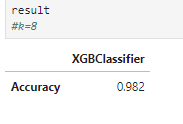 result
#k=8
XGBClassifier
Accuracy 0.982